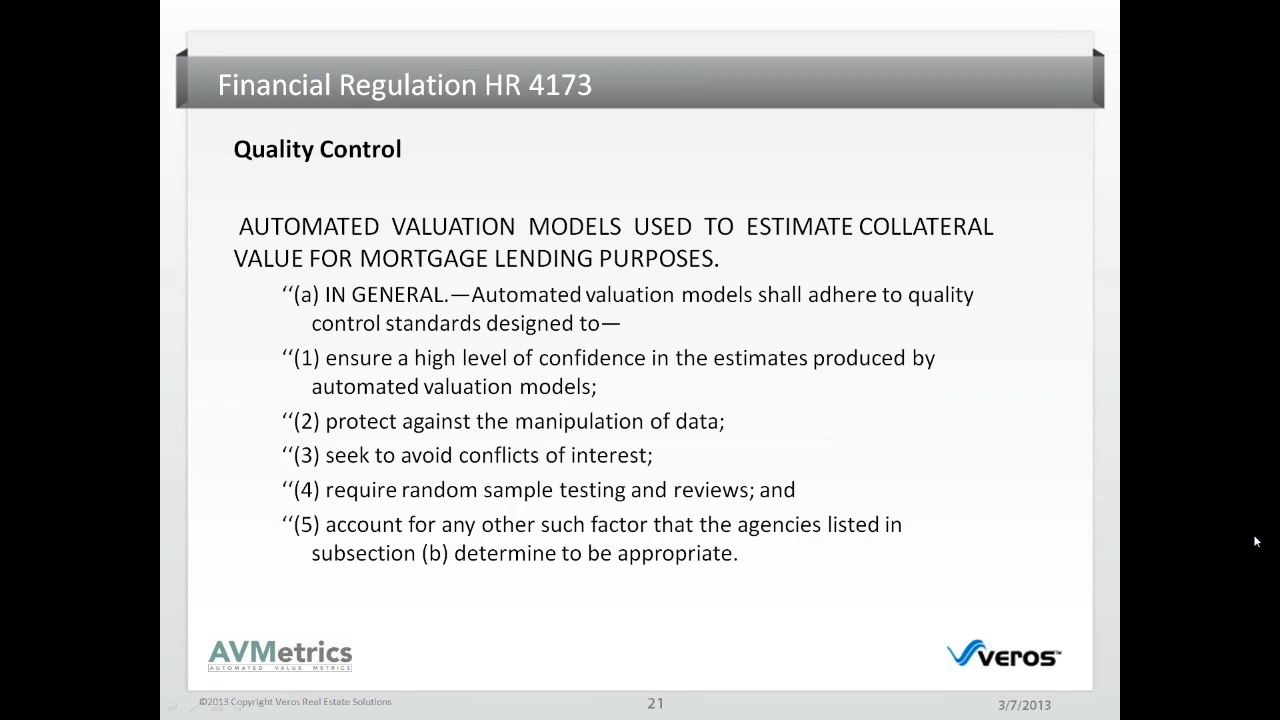 Financial Regulation HR 4173
Quality Control
AUTOMATED VALUATION MODELS USED TO ESTIMATE COLLATERAL
VALUE FOR MORTGAGE LENDING PURPOSES.
‘‘(a) IN GENERAL.—Automated valuation models shall adhere to quality
control standards designed to—
‘‘(1) ensure a high level of confidence in the estimates produced by
automated valuation models;
‘‘(2) protect against the manipulation of data;
‘‘(3) seek to avoid conflicts of interest;
‘‘(4) require random sample testing and reviews; and
‘‘(5) account for any other such factor that the agencies listed in
subsection (b) determine to be appropriate.
AVMetrics
AUTOMATED VALUE METRICS
VEROS™
©2013 Copyright Veros Real Estate Solutions
21
3/7/2013